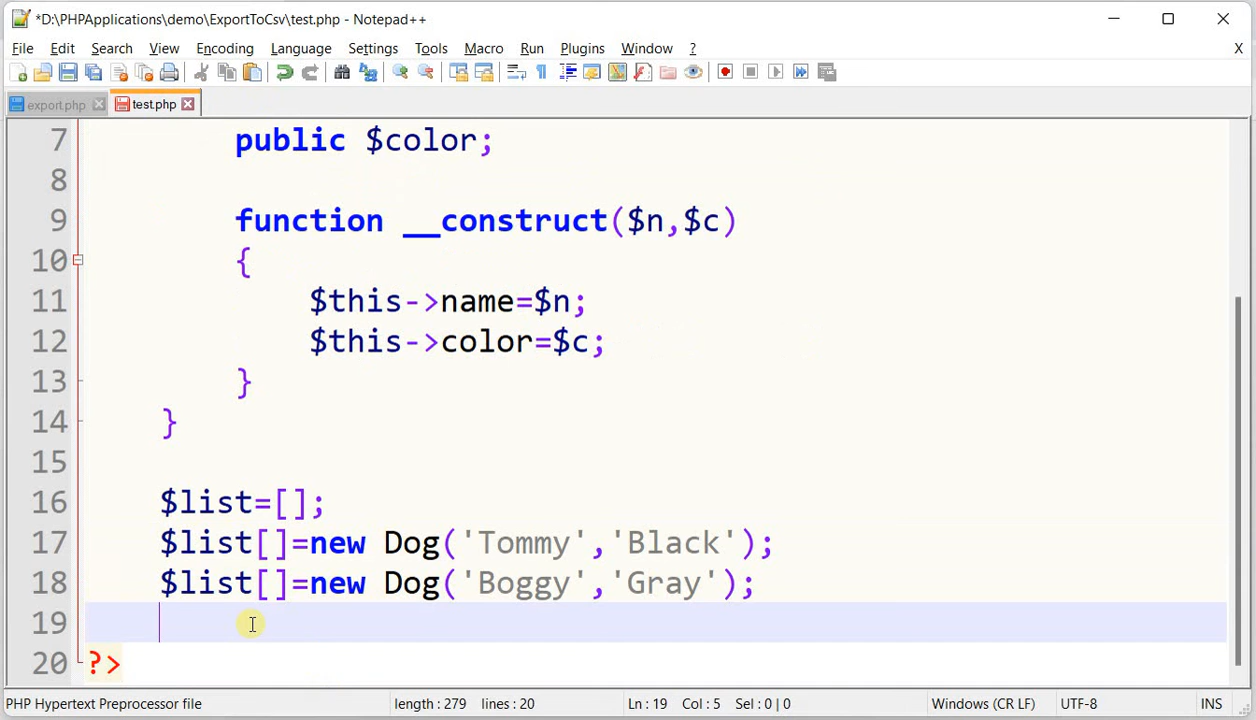 *D:\PHPApplications\demo\ExportToCsv\test.php - Notepad++
File Edit Search View Encoding Language Settings Tools Macro Run Plugins Window ? X
export.php test.php
7 public $color;
8
9 function __construct($n,$c)
10 {
11 $this->name=$n;
12 $this->color=$c;
13 }
14 }
15
16 $list=[];
17 $list[]=new Dog('Tommy','Black');
18 $list[]=new Dog('Boggy','Gray');
19
20 ?>
PHP Hypertext Preprocessor file length : 279 lines : 20 Ln : 19 Col : 5 Sel : 0 | 0 Windows (CR LF) UTF-8 INS